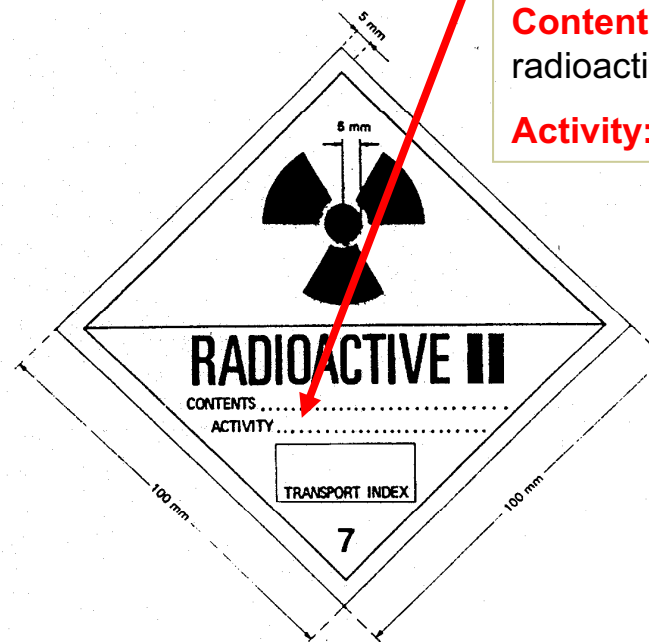 5 mm
Content
radioacti
Activity:
5 mm
RADIOACTIVE II
CONTENTS ........................................
ACTIVITY ..................................
TRANSPORT INDEX
100 mm
100 mm
7